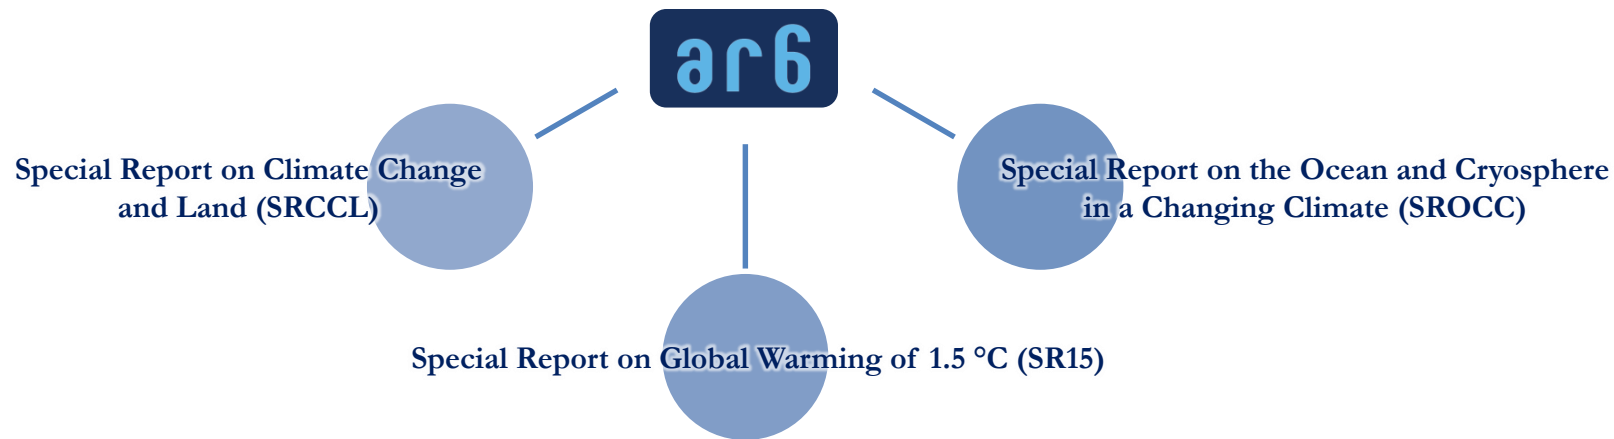 ar6
Special Report on Climate Change
and Land (SRCCL)
Special Report on the Ocean and Cryosphere
in a Changing Climate (SROCC)
Special Report on Global Warming of 1.5 °C (SR15)